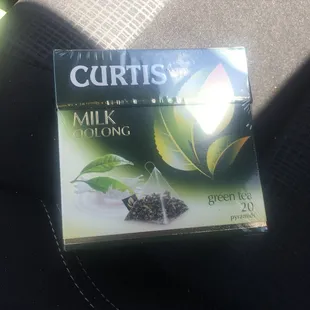 CURTIS
MILK
OOLONG
green tea
20
pyramids